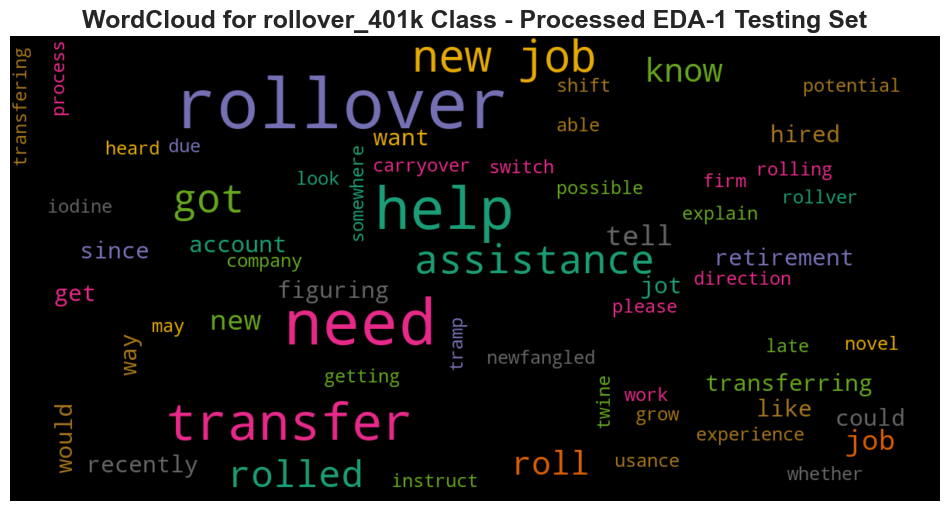 WordCloud for rollover_401k Class - Processed EDA-1 Testing Set
transfering
process
new job
know
shift
potential
rollover
able
hired
want
heard
due
carryover
switch
rolling
look
somewhere
possible
firm
rollver
iodine
got
help
explain
tell
since
account
assistance
retirement
company
direction
get
figuring
jot
please
may
new
need
way
tramp
newfangled
late
novel
getting
twine
work
transferring
would
transfer
grow
like
could
experience
job
recently
rolled
roll
usance
instruct
whether